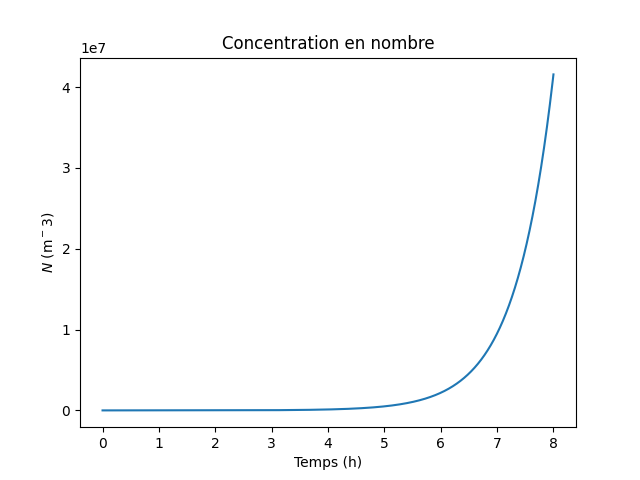 Concentration en nombre
1e7
4
3
2
1
0
N (m⁻3)
0 1 2 3 4 5 6 7 8
Temps (h)